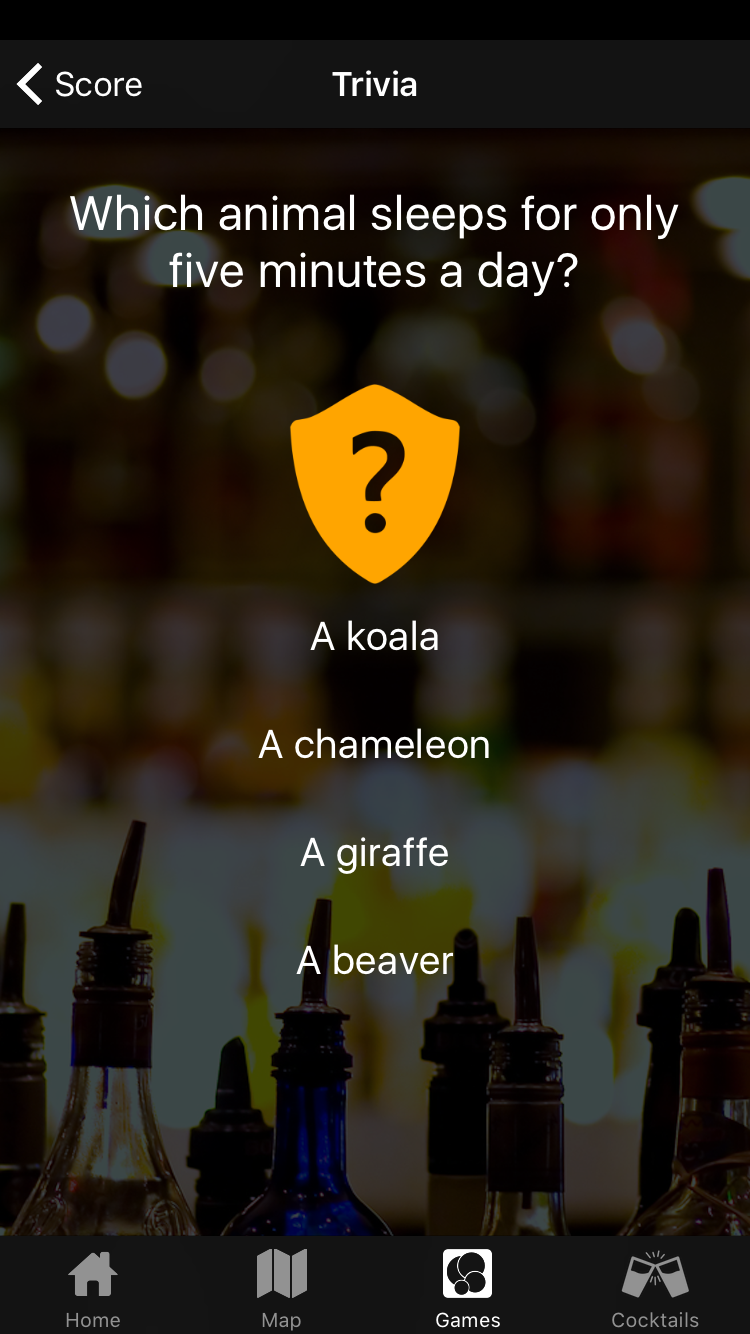 Score
Trivia
Which animal sleeps for only
five minutes a day?
?
A koala
A chameleon
A giraffe
A beaver
Home
Map
Games
Cocktails